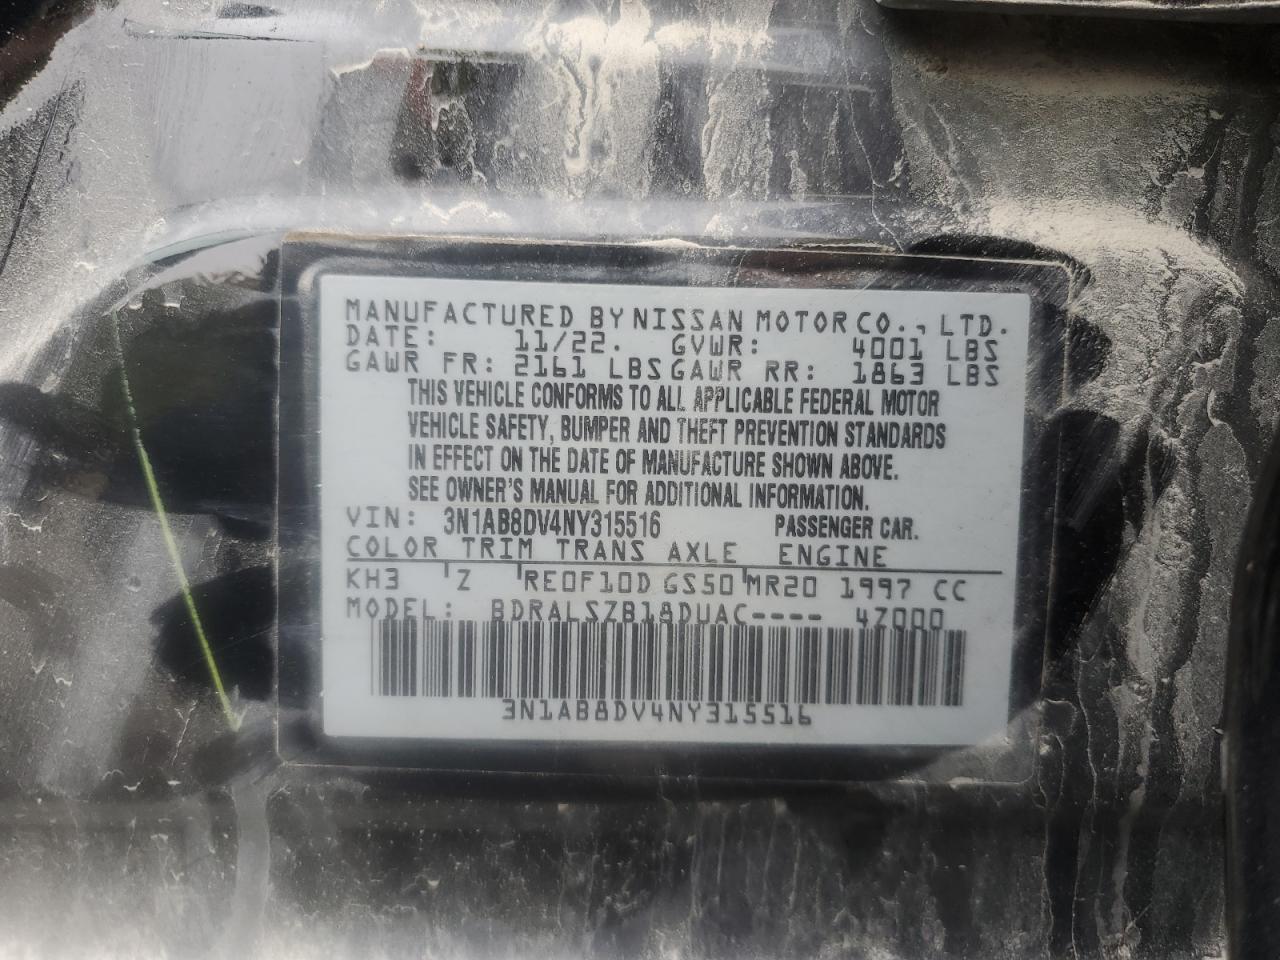 MANUFACTURED BY NISSAN MOTOR CO., LTD.
DATE: 11/22. GVWR: 4001 LBS
GAWR FR: 2161 LBS GAWR RR: 1863 LBS
THIS VEHICLE CONFORMS TO ALL APPLICABLE FEDERAL MOTOR
VEHICLE SAFETY, BUMPER AND THEFT PREVENTION STANDARDS
IN EFFECT ON THE DATE OF MANUFACTURE SHOWN ABOVE.
SEE OWNER'S MANUAL FOR ADDITIONAL INFORMATION.
VIN: 3N1AB8DV4NY315516 PASSENGER CAR.
COLOR TRIM TRANS AXLE ENGINE
KH3 Z RE0F10D GS50 MR20 1997 CC
MODEL: BDRALSZB18DUAC---- 4Z000
3N1AB8DV4NY315516